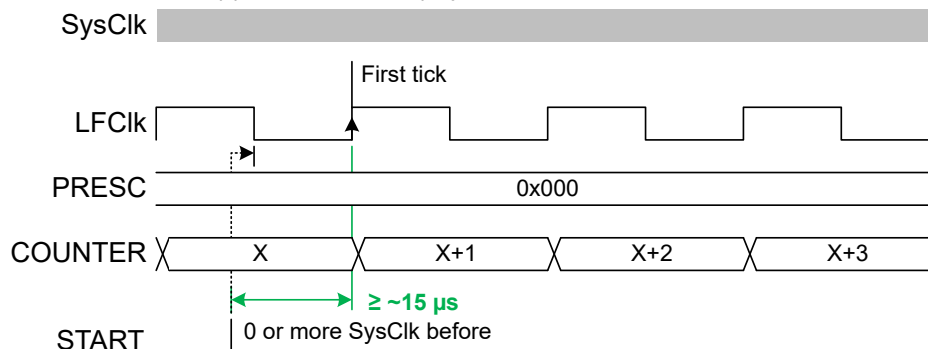 SysClk
First tick
LFClk
PRESC 0x000
COUNTER X X+1 X+2 X+3
≥ ~15 µs
START 0 or more SysClk before